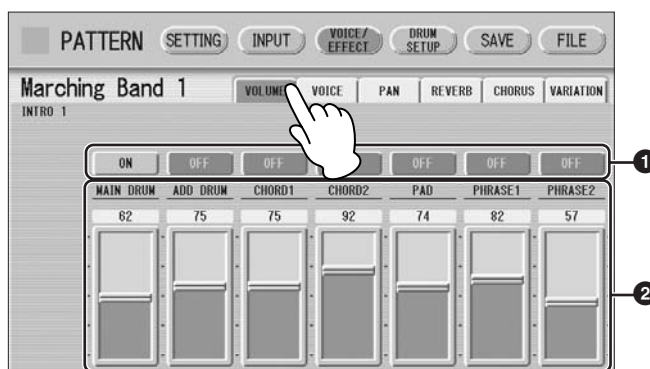 PATTERN SETTING INPUT VOICE/ EFFECT DRUM SETUP SAVE FILE
Marching Band 1 VOLUME VOICE PAN REVERB CHORUS VARIATION
INTRO 1
ON OFF OFF OFF OFF OFF 1
MAIN DRUM ADD DRUM CHORD1 CHORD2 PAD PHRASE1 PHRASE2
62 75 75 92 74 82 57
2